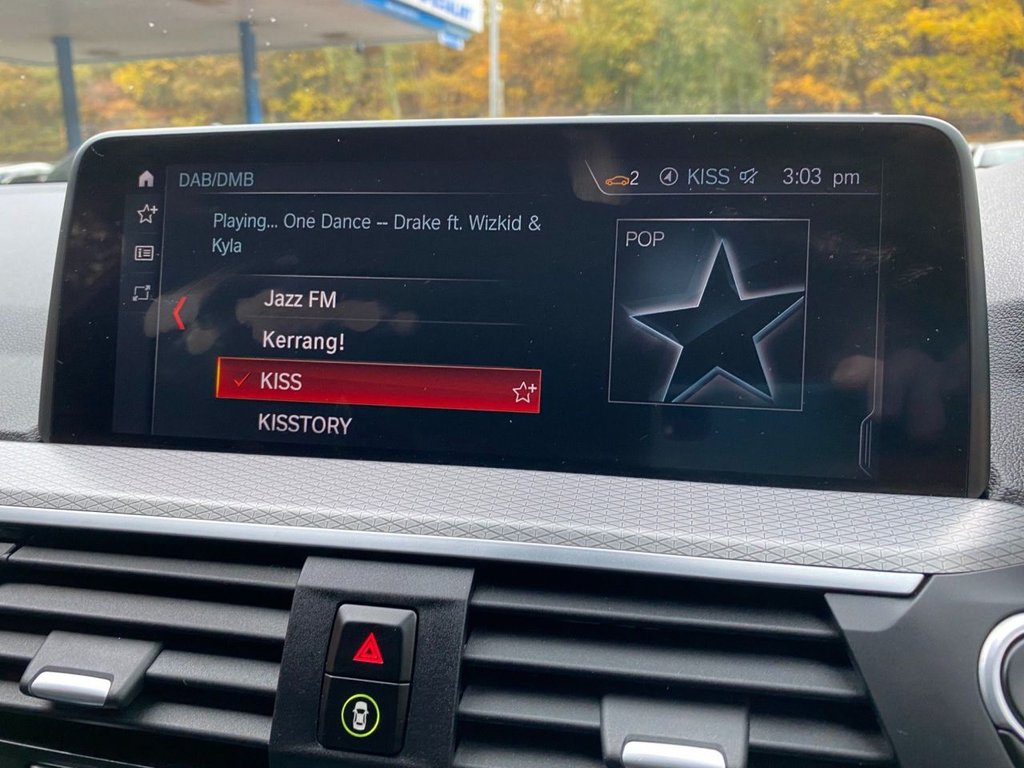 DAB/DMB
2 KISS 3:03 pm
Playing... One Dance -- Drake ft. Wizkid &
Kyla
POP
Jazz FM
Kerrang!
KISS
KISSTORY